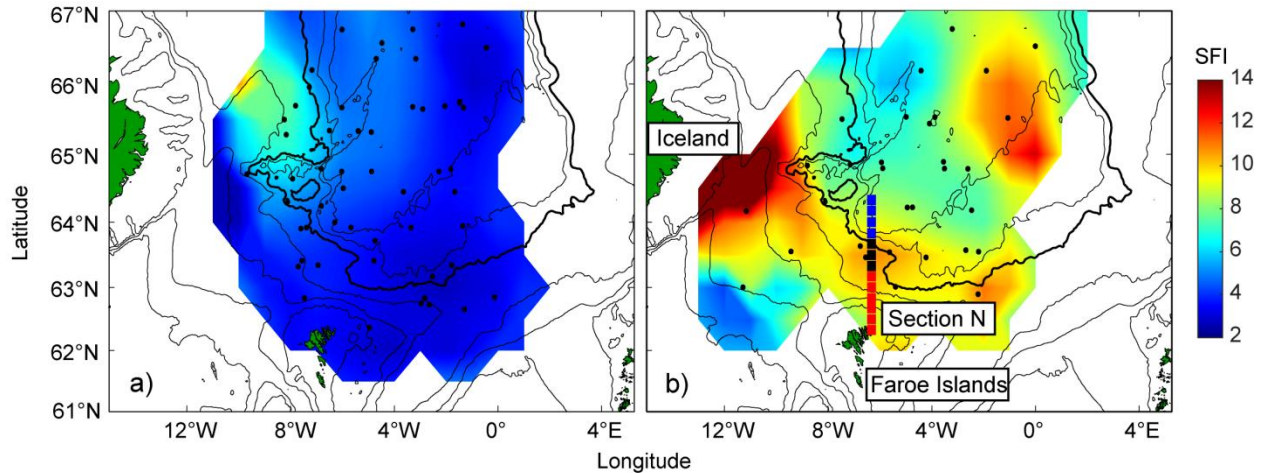 67°N
66°N
65°N
64°N
63°N
62°N
61°N
Latitude
a)
12°W
8°W
4°W
0°
4°E
Iceland
Section N
Faroe Islands
b)
12°W
8°W
4°W
0°
4°E
Longitude
SFI
14
12
10
8
6
4
2